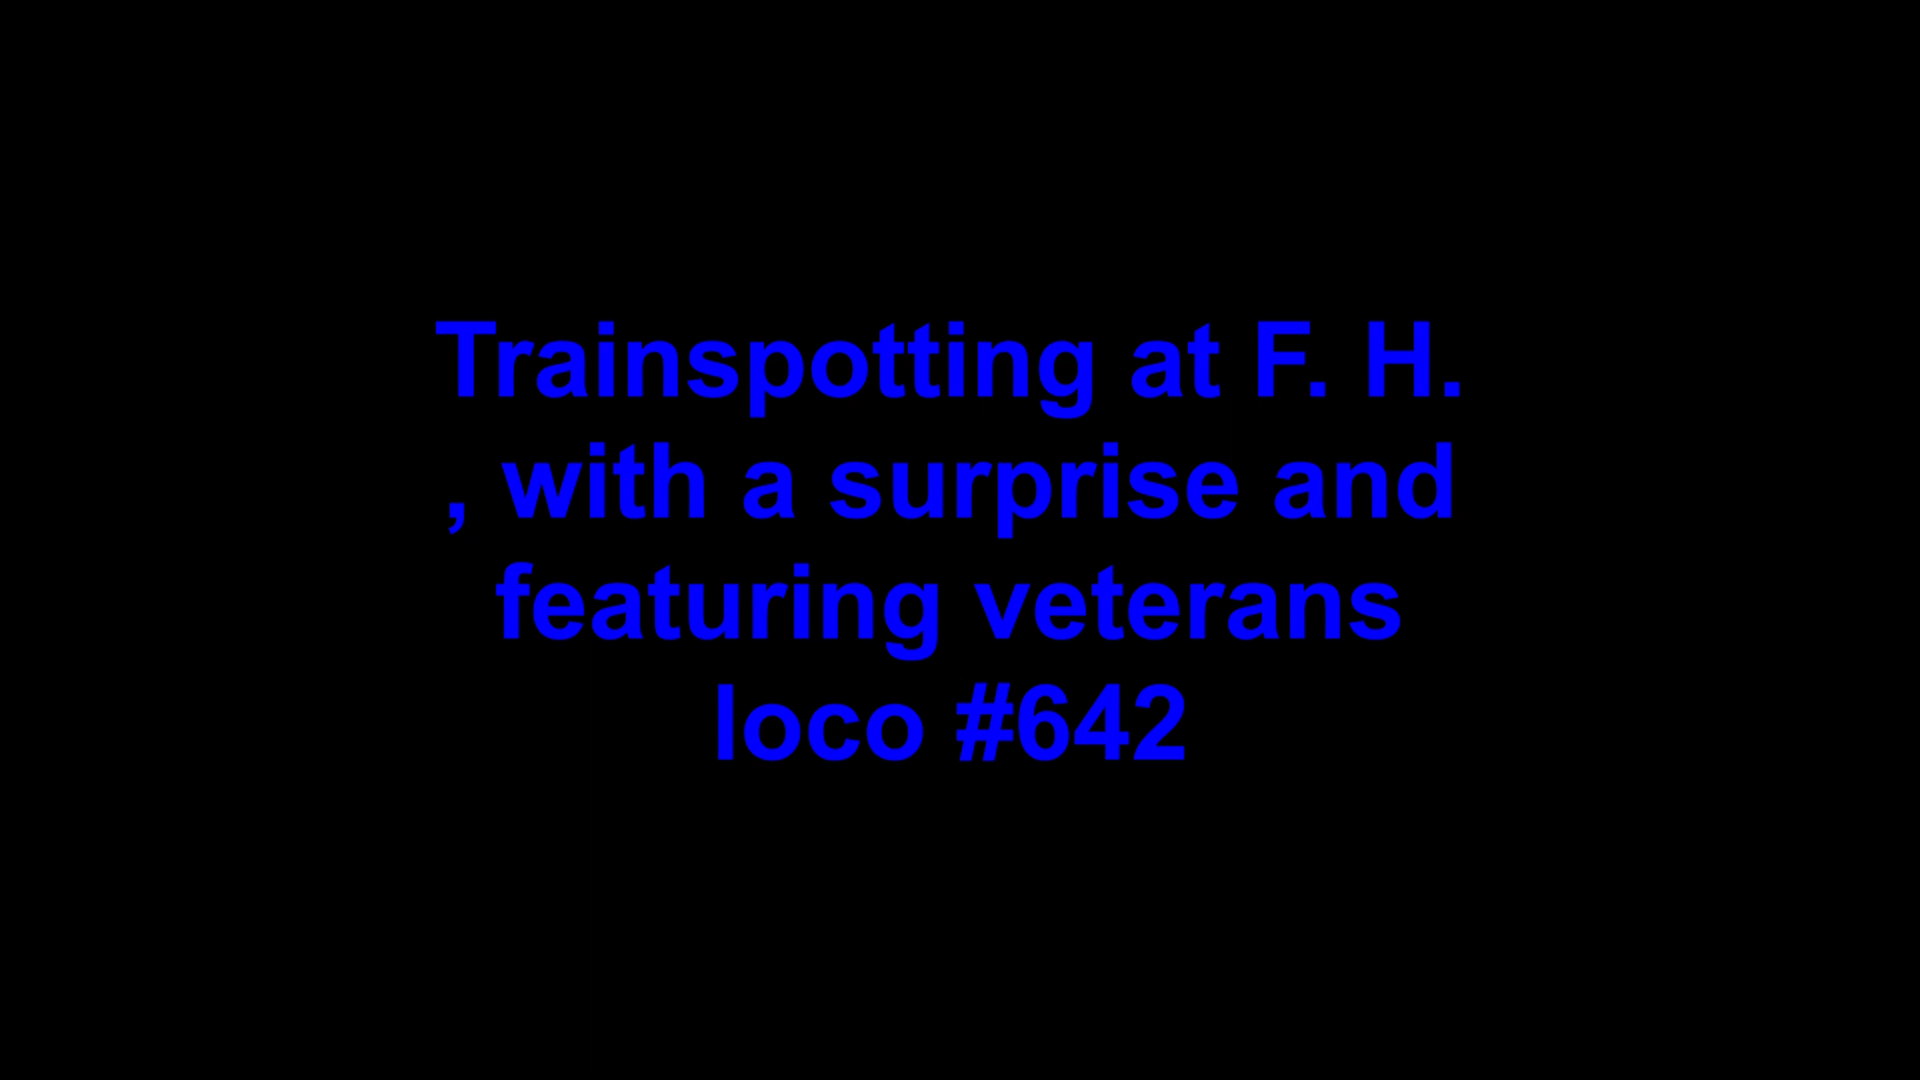 Trainspotting at F. H.
, with a surprise and
featuring veterans
loco #642